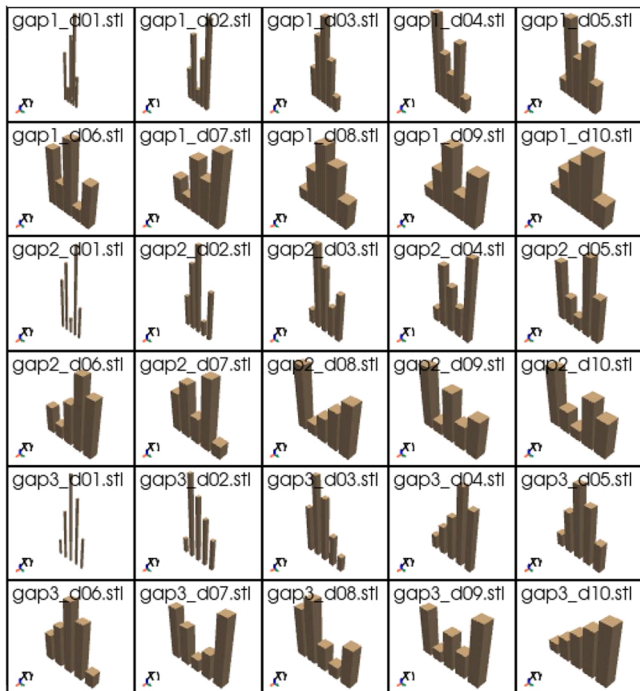 gap1_d01.stl gap1_d02.stl gap1_d03.stl gap1_d04.stl gap1_d05.stl
gap1_d06.stl gap1_d07.stl gap1_d08.stl gap1_d09.stl gap1_d10.stl
gap2_d01.stl gap2_d02.stl gap2_d03.stl gap2_d04.stl gap2_d05.stl
gap2_d06.stl gap2_d07.stl gap2_d08.stl gap2_d09.stl gap2_d10.stl
gap3_d01.stl gap3_d02.stl gap3_d03.stl gap3_d04.stl gap3_d05.stl
gap3_d06.stl gap3_d07.stl gap3_d08.stl gap3_d09.stl gap3_d10.stl